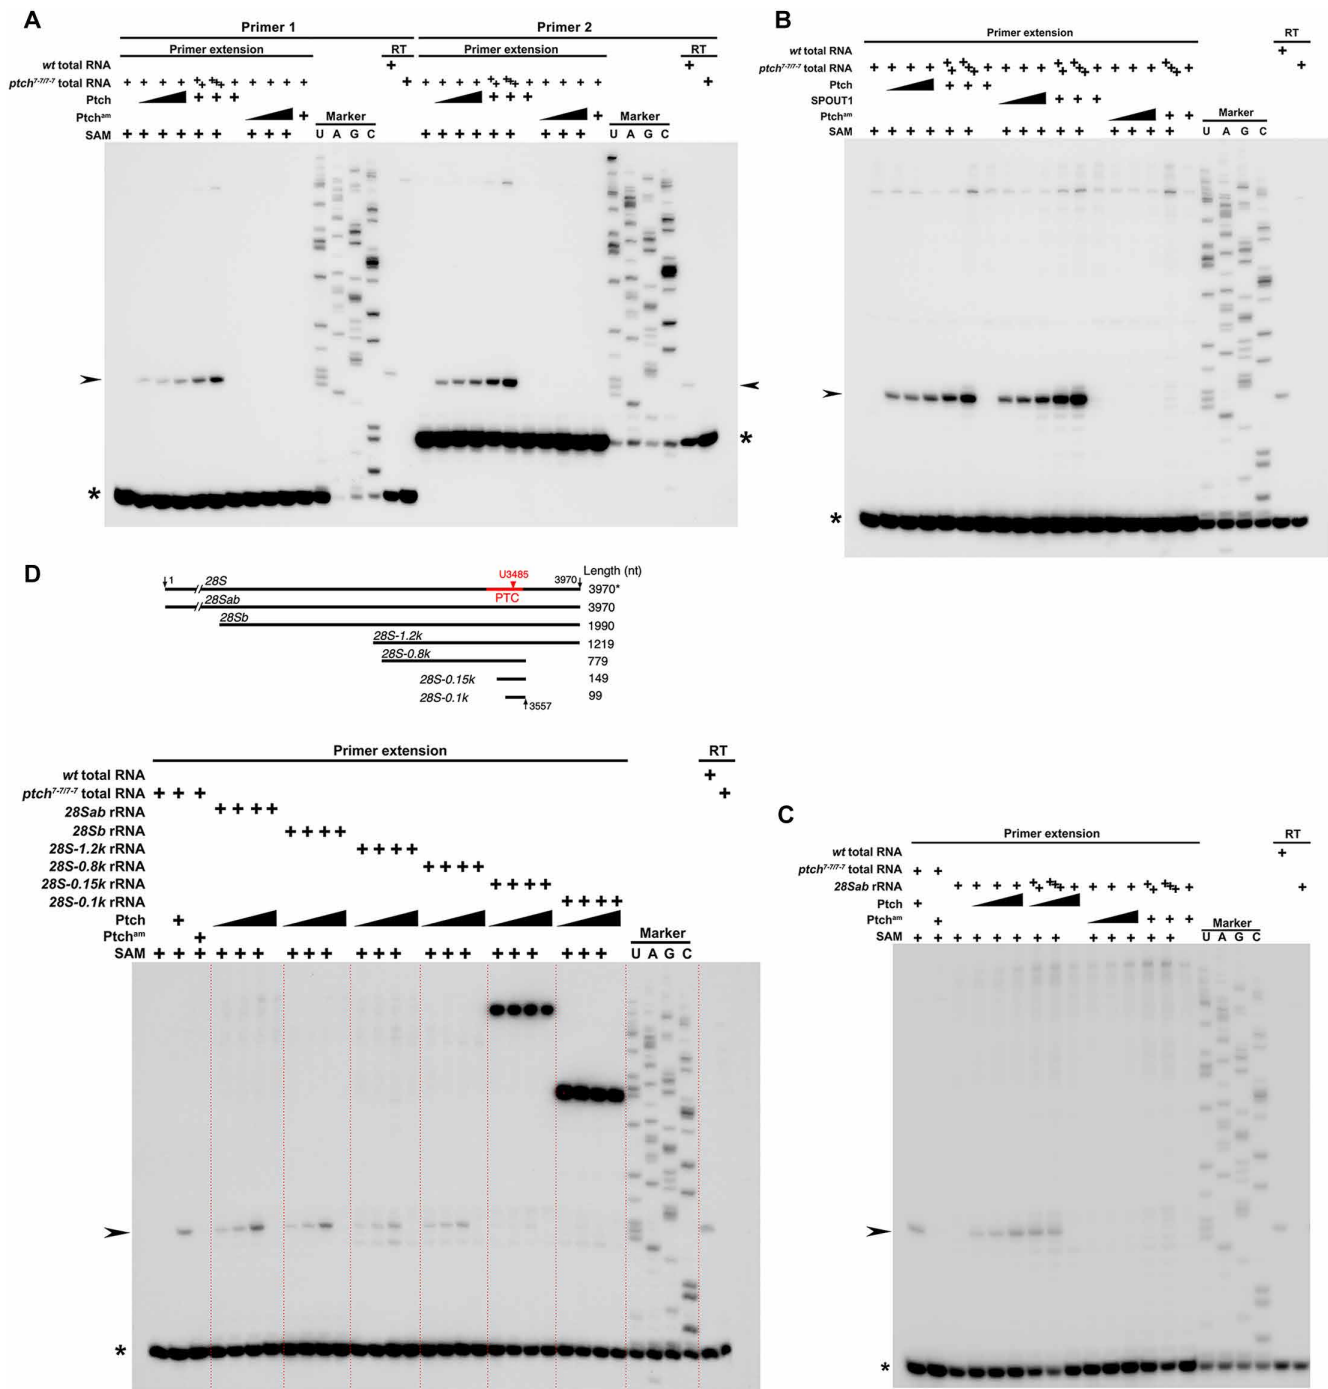 A
Primer 1 Primer 2
Primer extension RT Primer extension RT
wt total RNA + +
ptch7-7/7-7 total RNA + + + + ++ +++ + + + + + + + + + + ++ +++ + + + + + +
Ptch + + + + + +
Ptcham + +
Marker Marker
SAM + + + + + + + + + U A G C + + + + + + + + + U A G C
*
*
B
Primer extension RT
wt total RNA +
ptch7-7/7-7 total RNA + + + + ++ +++ + + + + ++ ++ + + + + +++ + +
Ptch + + +
SPOUT1 + + +
Ptcham + +
Marker
SAM + + + + + + + + + + + + + + + U A G C
*
D
1 28S U3485 3970 Length (nt)
PTC 3970*
28Sab 3970
28Sb 1990
28S-1.2k 1219
28S-0.8k 779
28S-0.15k 149
28S-0.1k 99
3557
Primer extension RT
wt total RNA +
ptch7-7/7-7 total RNA + + + +
28Sab rRNA + + + +
28Sb rRNA + + + +
28S-1.2k rRNA + + + +
28S-0.8k rRNA + + + +
28S-0.15k rRNA + + + +
28S-0.1k rRNA + + + +
Ptch +
Ptcham +
Marker
SAM + + + + + + + + + + + + + + + + + + + + + U A G C
*
C
Primer extension RT
wt total RNA +
ptch7-7/7-7 total RNA + +
28Sab rRNA + + + + ++ +++ + + + + + ++ +++ + +
Ptch +
Ptcham + + + +
Marker
SAM + + + + + + + + + + + + + U A G C
*